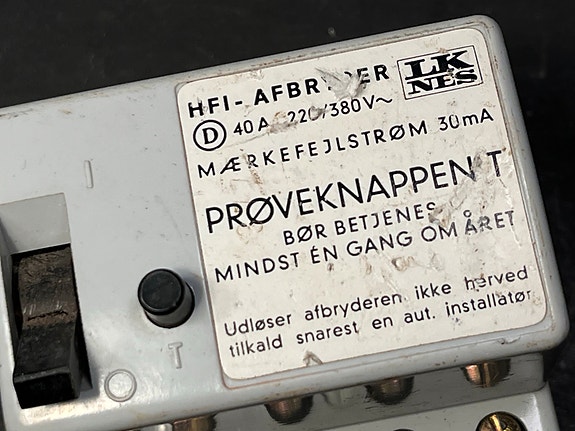 HFI-AFBRYDER
LK
NES
D 40A 220/380V~
MÆRKEFEJLSTRØM 30mA
PRØVEKNAPPEN T
BØR BETJENES
MINDST ÉN GANG OM ÅRET
Udløser afbryderen ikke herved
tilkald snarest en aut. installatør
I
T
O